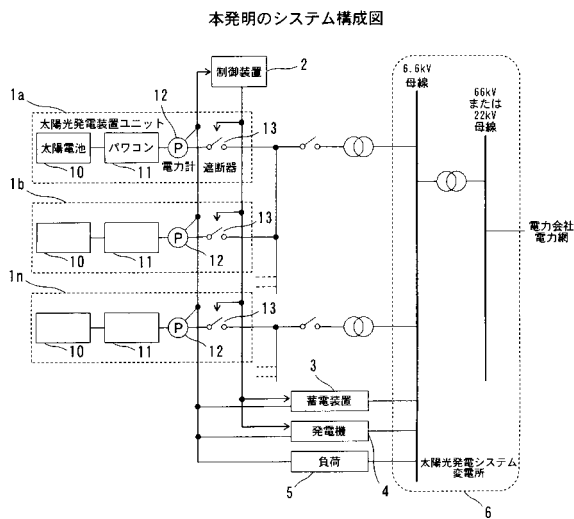 本発明のシステム構成図
制御装置
2
1a
太陽光発電装置ユニット
12
太陽電池
パワコン
P
電力計
遮断器
13
10
11
1b
P
13
10
11
12
1n
P
13
10
11
12
3
蓄電装置
発電機
4
負荷
5
6.6kV
母線
66kV
または
22kV
母線
電力会社
電力網
太陽光発電システム
変電所
6